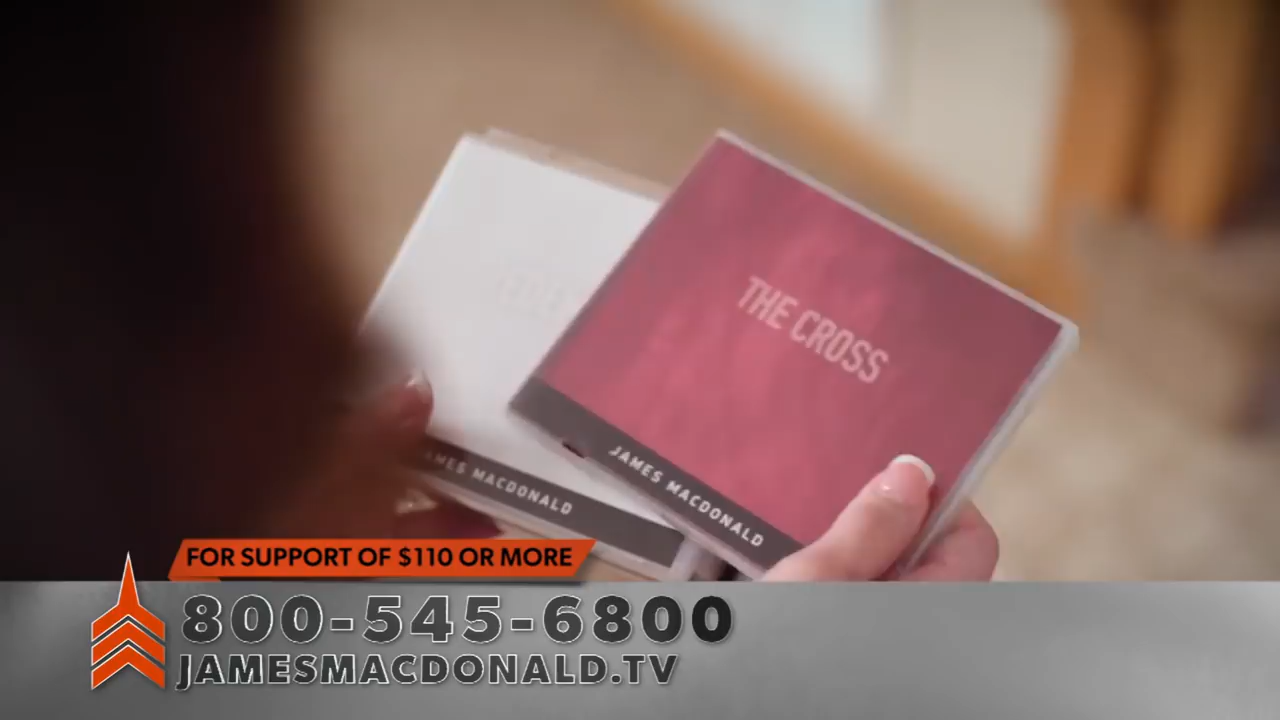 THE CROSS
JAMES MACDONALD
JAMES MACDONALD
FOR SUPPORT OF $110 OR MORE
800-545-6800
JAMESMACDONALD.TV